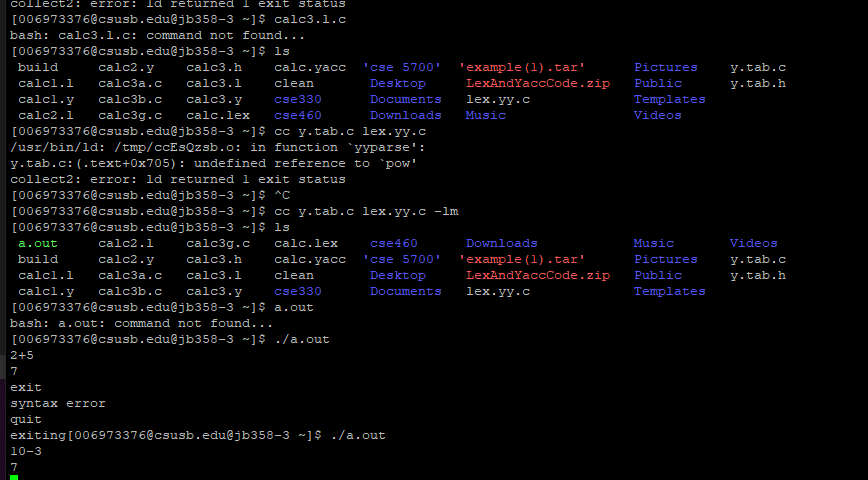 collect2: error: ld returned 1 exit status
[006973376@csusb.edu@jb358-3 ~]$ calc3.l.c
bash: calc3.l.c: command not found...
[006973376@csusb.edu@jb358-3 ~]$ ls
build calc2.y calc3.h calc.yacc 'cse 5700' 'example(1).tar' Pictures y.tab.c
calc1.l calc3a.c calc3.l clean Desktop LexAndYaccCode.zip Public y.tab.h
calc1.y calc3b.c calc3.y cse330 Documents lex.yy.c Templates
calc2.l calc3g.c calc.lex cse460 Downloads Music Videos
[006973376@csusb.edu@jb358-3 ~]$ cc y.tab.c lex.yy.c
/usr/bin/ld: /tmp/ccEsQzsb.o: in function `yyparse':
y.tab.c:(.text+0x705): undefined reference to `pow'
collect2: error: ld returned 1 exit status
[006973376@csusb.edu@jb358-3 ~]$ ^C
[006973376@csusb.edu@jb358-3 ~]$ cc y.tab.c lex.yy.c -lm
[006973376@csusb.edu@jb358-3 ~]$ ls
a.out calc2.l calc3g.c calc.lex cse460 Downloads Music Videos
build calc2.y calc3.h calc.yacc 'cse 5700' 'example(1).tar' Pictures y.tab.c
calc1.l calc3a.c calc3.l clean Desktop LexAndYaccCode.zip Public y.tab.h
calc1.y calc3b.c calc3.y cse330 Documents lex.yy.c Templates
[006973376@csusb.edu@jb358-3 ~]$ a.out
bash: a.out: command not found...
[006973376@csusb.edu@jb358-3 ~]$ ./a.out
2+5
7
exit
syntax error
quit
exiting[006973376@csusb.edu@jb358-3 ~]$ ./a.out
10-3
7